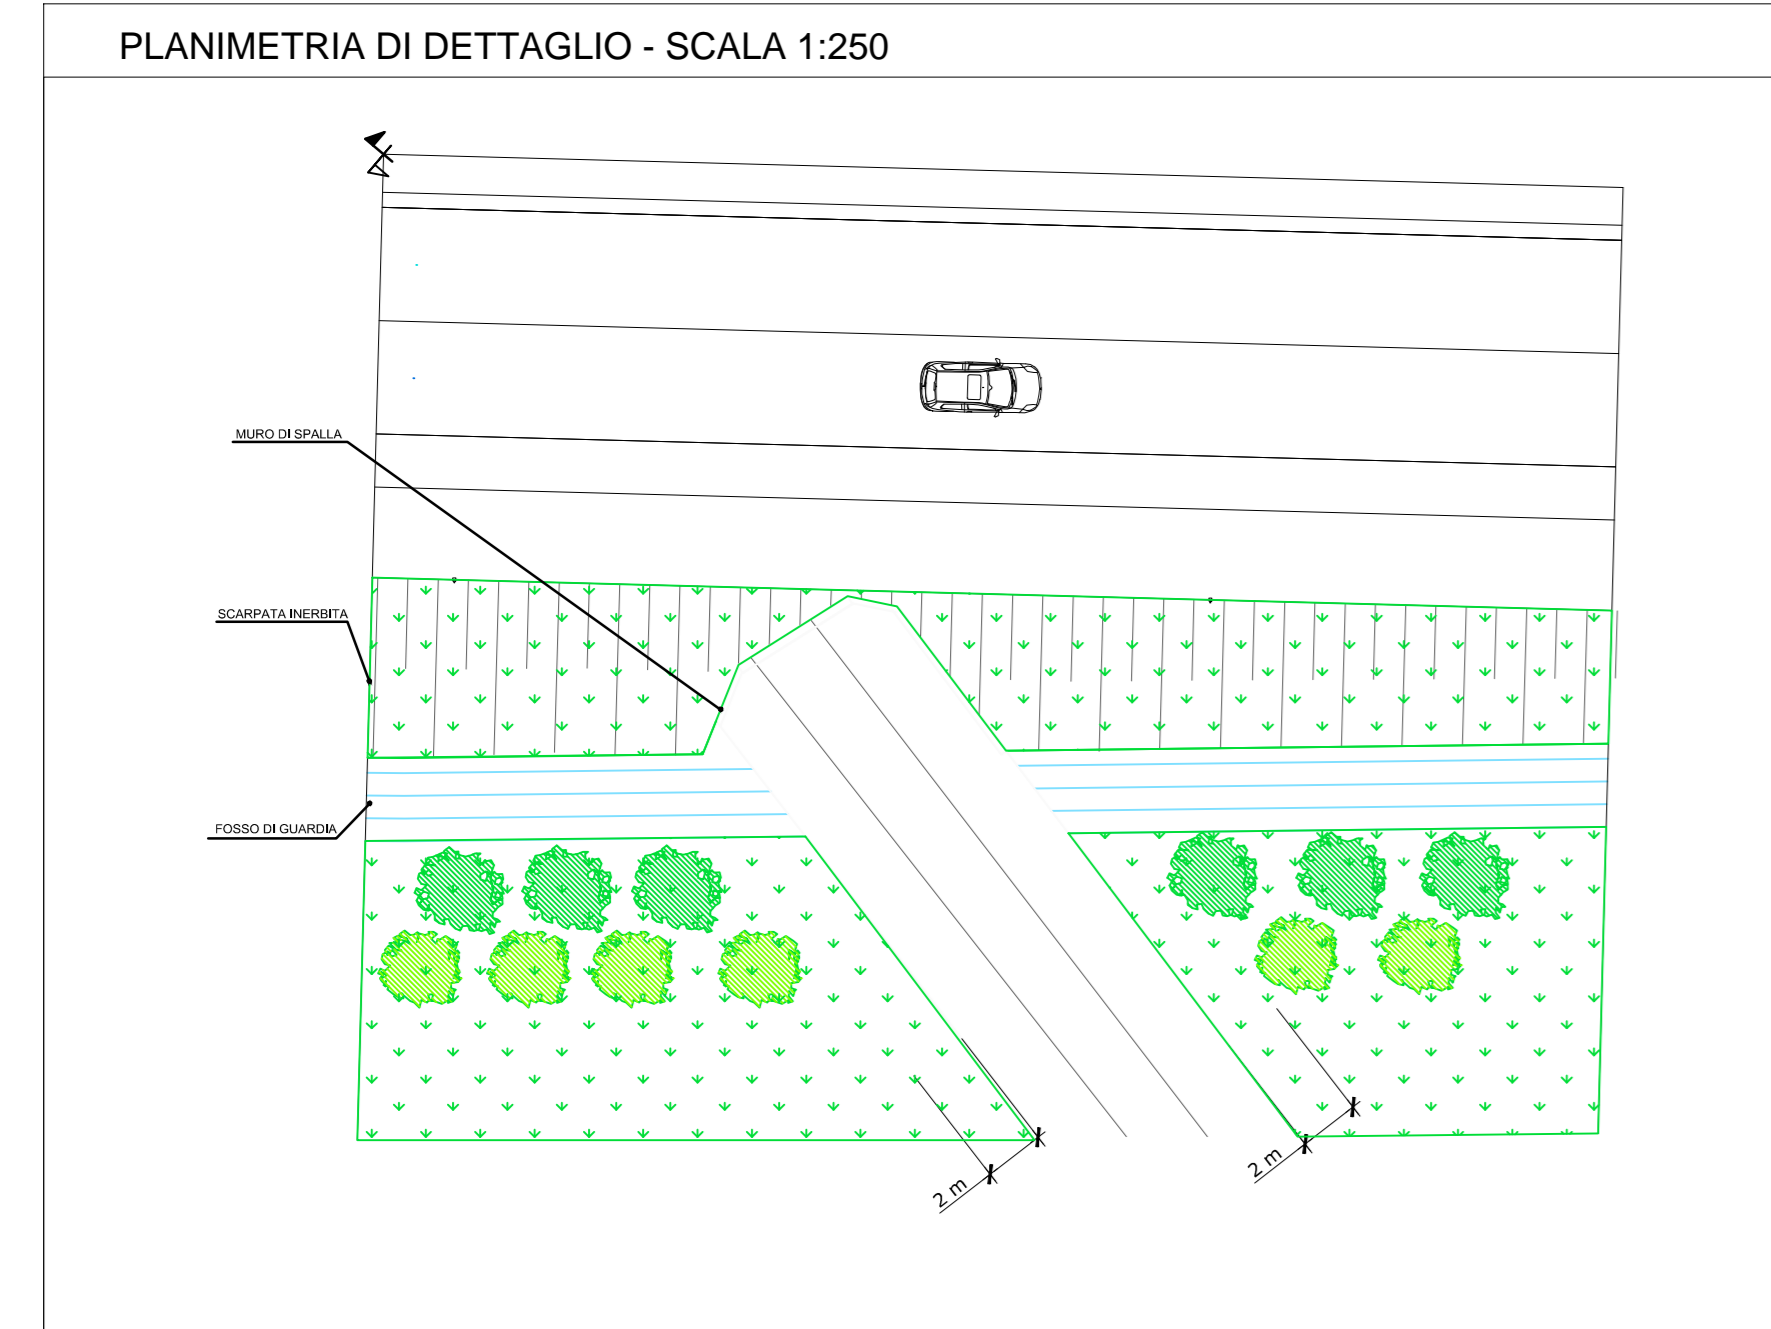 PLANIMETRIA DI DETTAGLIO - SCALA 1:250
MURO DI SPALLA
SCARPATA INERBITA
FOSSO DI GUARDIA
2 m
2 m